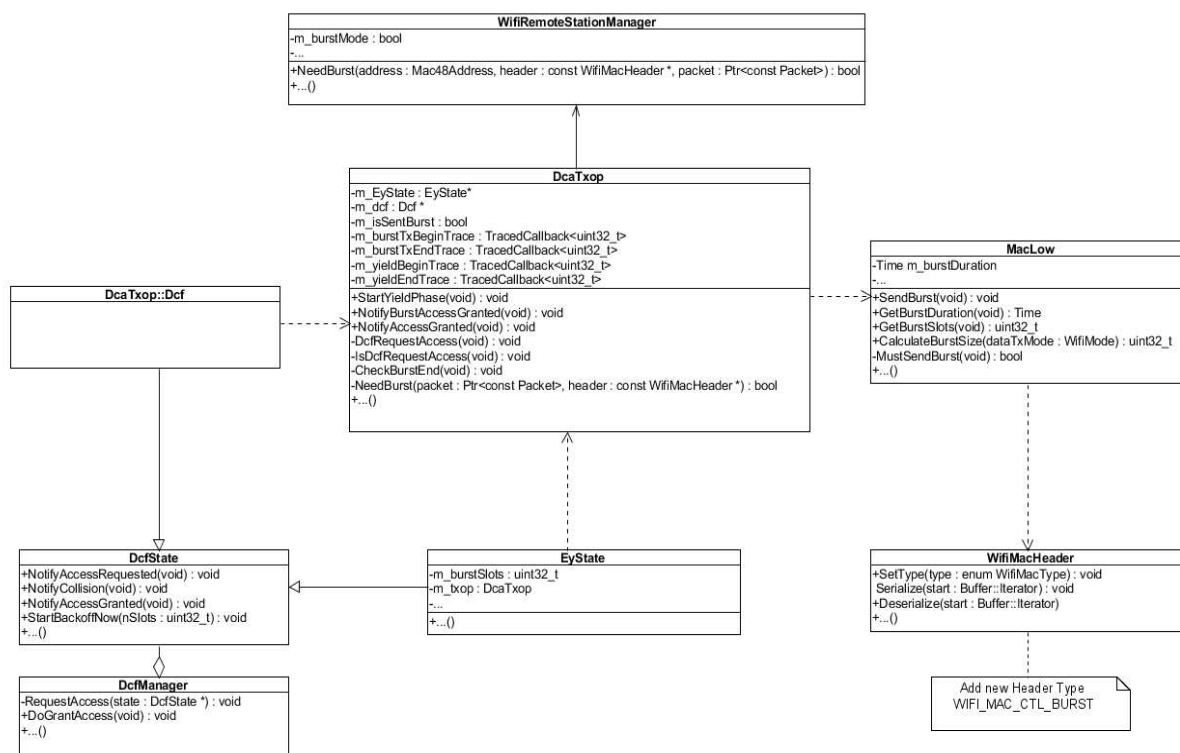 WifiRemoteStationManager
-m_burstMode : bool
-...
+NeedBurst(address : Mac48Address, header : const WifiMacHeader *, packet : Ptr<const Packet>) : bool
+...()
DcaTxop
-m_EyState : EyState*
-m_dcf : Dcf *
-m_isSentBurst : bool
-m_burstTxBeginTrace : TracedCallback<uint32_t>
-m_burstTxEndTrace : TracedCallback<uint32_t>
-m_yieldBeginTrace : TracedCallback<uint32_t>
-m_yieldEndTrace : TracedCallback<uint32_t>
+StartYieldPhase(void) : void
+NotifyBurstAccessGranted(void) : void
+NotifyAccessGranted(void) : void
-DcfRequestAccess(void) : void
-IsDcfRequestAccess(void) : void
-CheckBurstEnd(void) : void
-NeedBurst(packet : Ptr<const Packet>, header : const WifiMacHeader *) : bool
+...()
MacLow
-Time m_burstDuration
-...
+SendBurst(void) : void
+GetBurstDuration(void) : Time
+GetBurstSlots(void) : uint32_t
+CalculateBurstSize(dataTxMode : WifiMode) : uint32_t
-MustSendBurst(void) : bool
+...()
DcaTxop::Dcf
DcfState
+NotifyAccessRequested(void) : void
+NotifyCollision(void) : void
+NotifyAccessGranted(void) : void
+StartBackoffNow(nSlots : uint32_t) : void
+...()
EyState
-m_burstSlots : uint32_t
-m_txop : DcaTxop
-...
+...()
WifiMacHeader
+SetType(type : enum WifiMacType) : void
Serialize(start : Buffer::Iterator) : void
+Deserialize(start : Buffer::Iterator)
+...()
DcfManager
-RequestAccess(state : DcfState *) : void
+DoGrantAccess(void) : void
+...()
Add new Header Type
WIFI_MAC_CTL_BURST